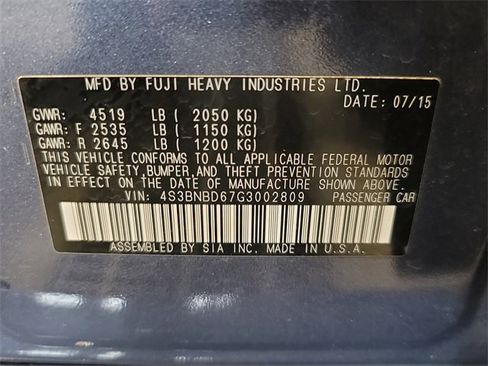 MFD BY FUJI HEAVY INDUSTRIES LTD.
DATE: 07/15
GVWR: 4519 LB ( 2050 KG)
GAWR: F 2535 LB ( 1150 KG)
GAWR: R 2645 LB ( 1200 KG)
THIS VEHICLE CONFORMS TO ALL APPLICABLE FEDERAL MOTOR
VEHICLE SAFETY,BUMPER,AND THEFT PREVENTION STANDARDS
IN EFFECT ON THE DATE OF MANUFACTURE SHOWN ABOVE.
VIN: 4S3BNBD67G3002809 PASSENGER CAR
ASSEMBLED BY SIA INC. MADE IN U.S.A.